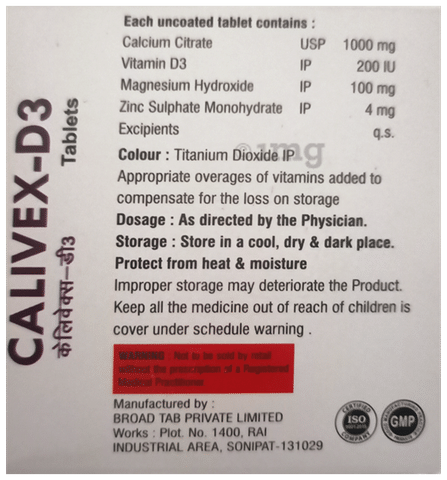 CALIVEX-D3
Tablets
केलिवेक्स-डी3
Each uncoated tablet contains :
Calcium Citrate USP 1000 mg
Vitamin D3 IP 200 IU
Magnesium Hydroxide IP 100 mg
Zinc Sulphate Monohydrate IP 4 mg
Excipients q.s.
Colour : Titanium Dioxide IP
1mg
Appropriate overages of vitamins added to
compensate for the loss on storage
Dosage : As directed by the Physician.
Storage : Store in a cool, dry & dark place.
Protect from heat & moisture
Improper storage may deteriorate the Product.
Keep all the medicine out of reach of children is
cover under schedule warning .
WARNING : Not to be sold by retail
without the prescription of a Registered
Medical Practitioner
Manufactured by :
BROAD TAB PRIVATE LIMITED
Works : Plot. No. 1400, RAI
INDUSTRIAL AREA, SONIPAT-131029
CERTIFIED
ISO
COMPANY
GMP